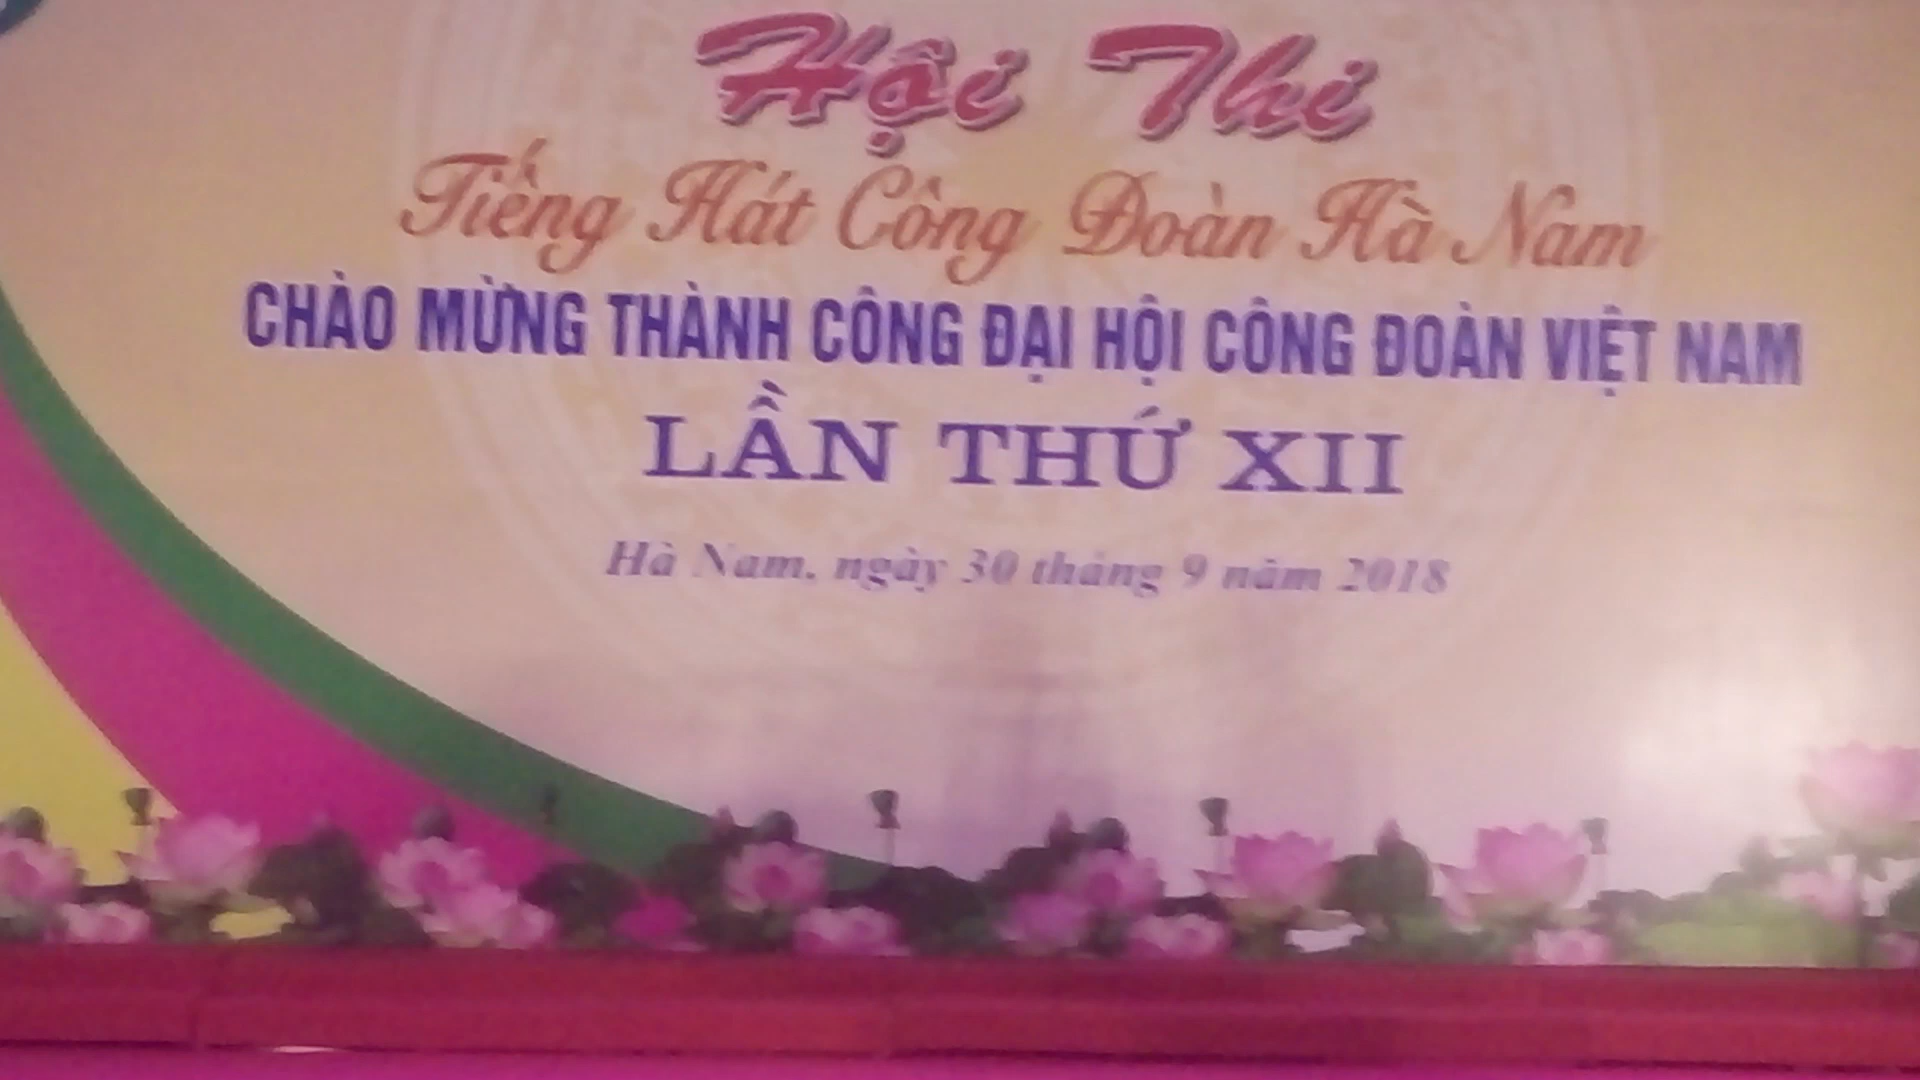 Hội Thi
Tiếng Hát Công Đoàn Hà Nam
CHÀO MỪNG THÀNH CÔNG ĐẠI HỘI CÔNG ĐOÀN VIỆT NAM
LẦN THỨ XII
Hà Nam, ngày 30 tháng 9 năm 2018